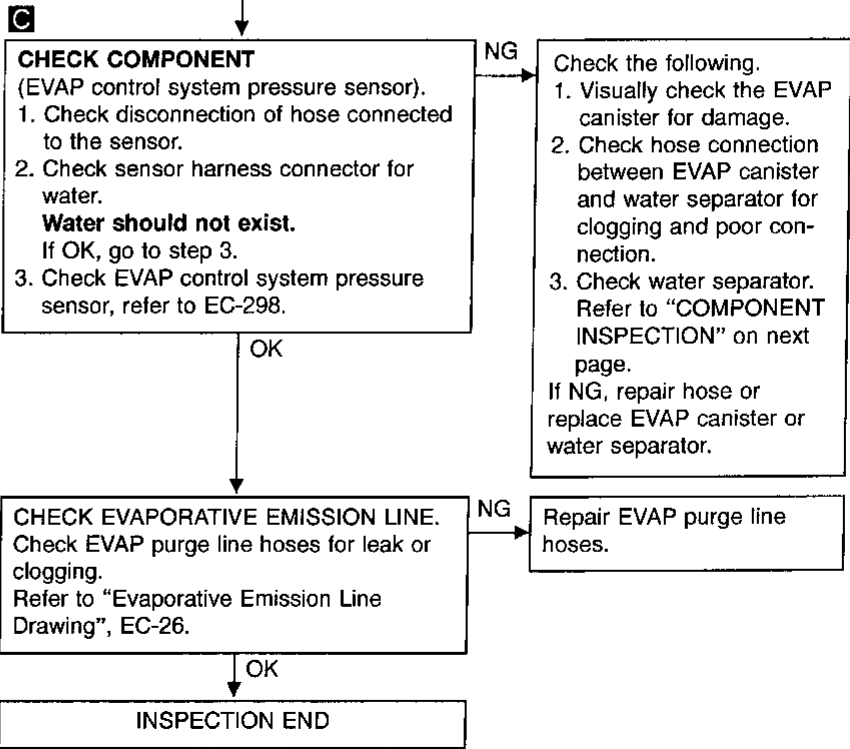 C
CHECK COMPONENT
(EVAP control system pressure sensor).
1. Check disconnection of hose connected
to the sensor.
2. Check sensor harness connector for
water.
Water should not exist.
If OK, go to step 3.
3. Check EVAP control system pressure
sensor, refer to EC-298.
NG
Check the following.
1. Visually check the EVAP
canister for damage.
2. Check hose connection
between EVAP canister
and water separator for
clogging and poor con-
nection.
3. Check water separator.
Refer to “COMPONENT
INSPECTION” on next
page.
If NG, repair hose or
replace EVAP canister or
water separator.
OK
CHECK EVAPORATIVE EMISSION LINE.
Check EVAP purge line hoses for leak or
clogging.
Refer to “Evaporative Emission Line
Drawing”, EC-26.
NG
Repair EVAP purge line
hoses.
OK
INSPECTION END